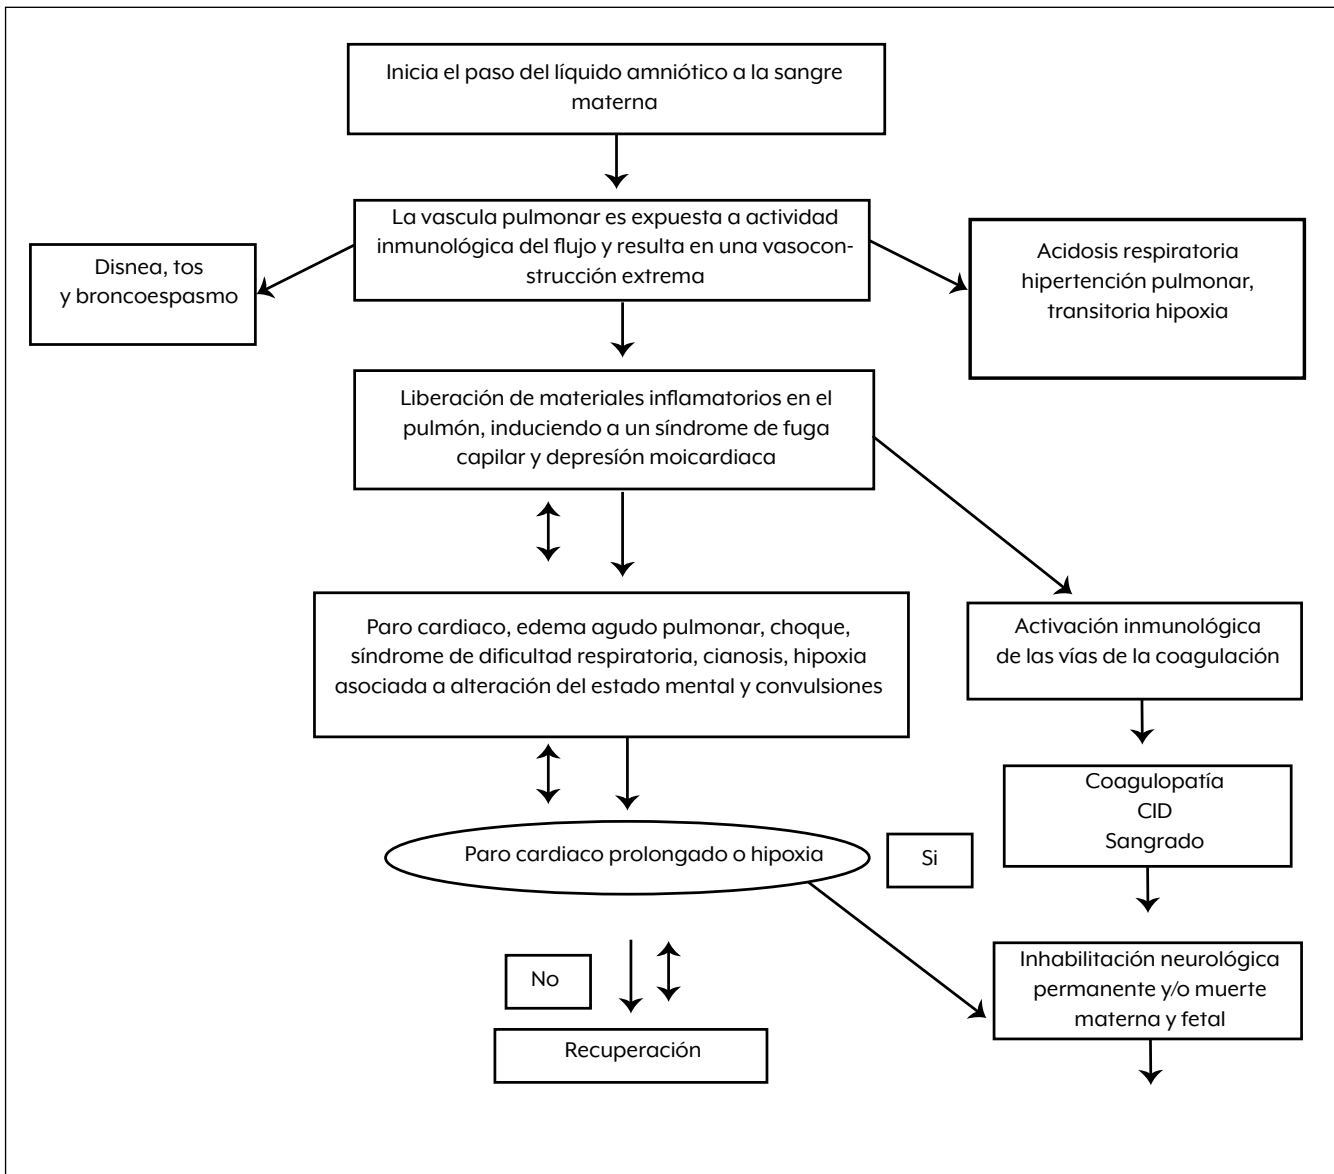 Inicia el paso del líquido amniótico a la sangre
materna
La vascula pulmonar es expuesta a actividad
inmunológica del flujo y resulta en una vasocon-
strucción extrema
Disnea, tos
y broncoespasmo
Acidosis respiratoria
hipertención pulmonar,
transitoria hipoxia
Liberación de materiales inflamatorios en el
pulmón, induciendo a un síndrome de fuga
capilar y depresíón moicardiaca
Paro cardiaco, edema agudo pulmonar, choque,
síndrome de dificultad respiratoria, cianosis, hipoxia
asociada a alteración del estado mental y convulsiones
Activación inmunológica
de las vías de la coagulación
Coagulopatía
CID
Sangrado
Paro cardiaco prolongado o hipoxia
Si
No
Inhabilitación neurológica
permanente y/o muerte
materna y fetal
Recuperación